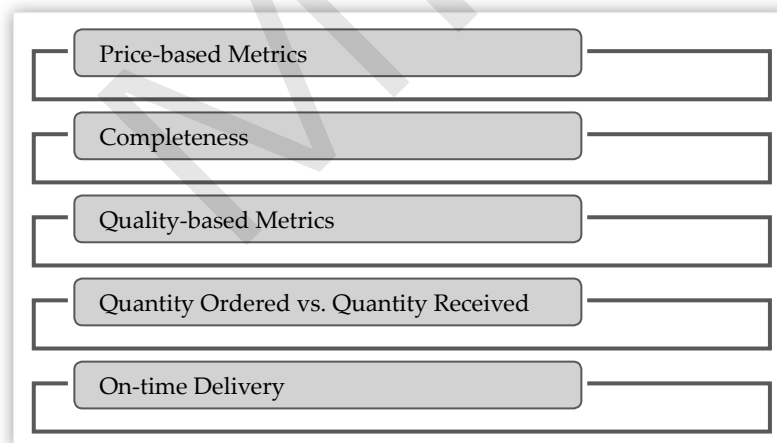 Price-based Metrics
Completeness
Quality-based Metrics
Quantity Ordered vs. Quantity Received
On-time Delivery